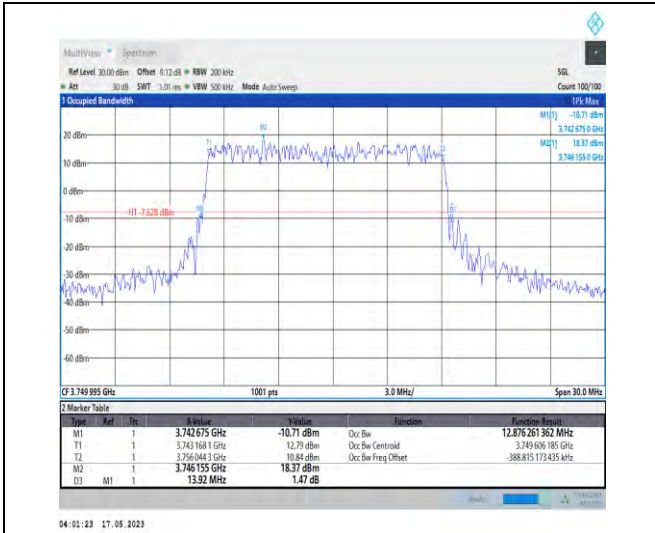 MultiView Spectrum
Ref Level 30.00 dBm Offset 9.12 dB RBW 200 kHz SGL
Att 30 dB SWT 1.01 ms VBW 500 kHz Mode Auto Sweep Count 100/100
1 Occupied Bandwidth 1Pk Max
M1[1] -10.71 dBm
3.742 675 0 GHz
M2[1] 18.37 dBm
3.746 155 0 GHz
M2
T1
20 dBm
10 dBm
0 dBm
H1 -7.628 dBm
-10 dBm
-30 dBm
-40 dBm
-50 dBm
-60 dBm
CF 3.749 995 GHz 1001 pts 3.0 MHz/ Span 30.0 MHz
2 Marker Table
Type Ref Trc X-Value Y-Value Function Function Result
M1 1 3.742 675 GHz -10.71 dBm Occ Bw 12.876 261 362 MHz
T1 1 3.743 168 1 GHz 12.79 dBm Occ Bw Centroid 3.749 606 185 GHz
T2 1 3.756 044 3 GHz 10.84 dBm Occ Bw Freq Offset -388.815 173 435 kHz
M2 1 3.746 155 GHz 18.37 dBm
D3 M1 1 13.92 MHz 1.47 dB
04:01:23 17.05.2023